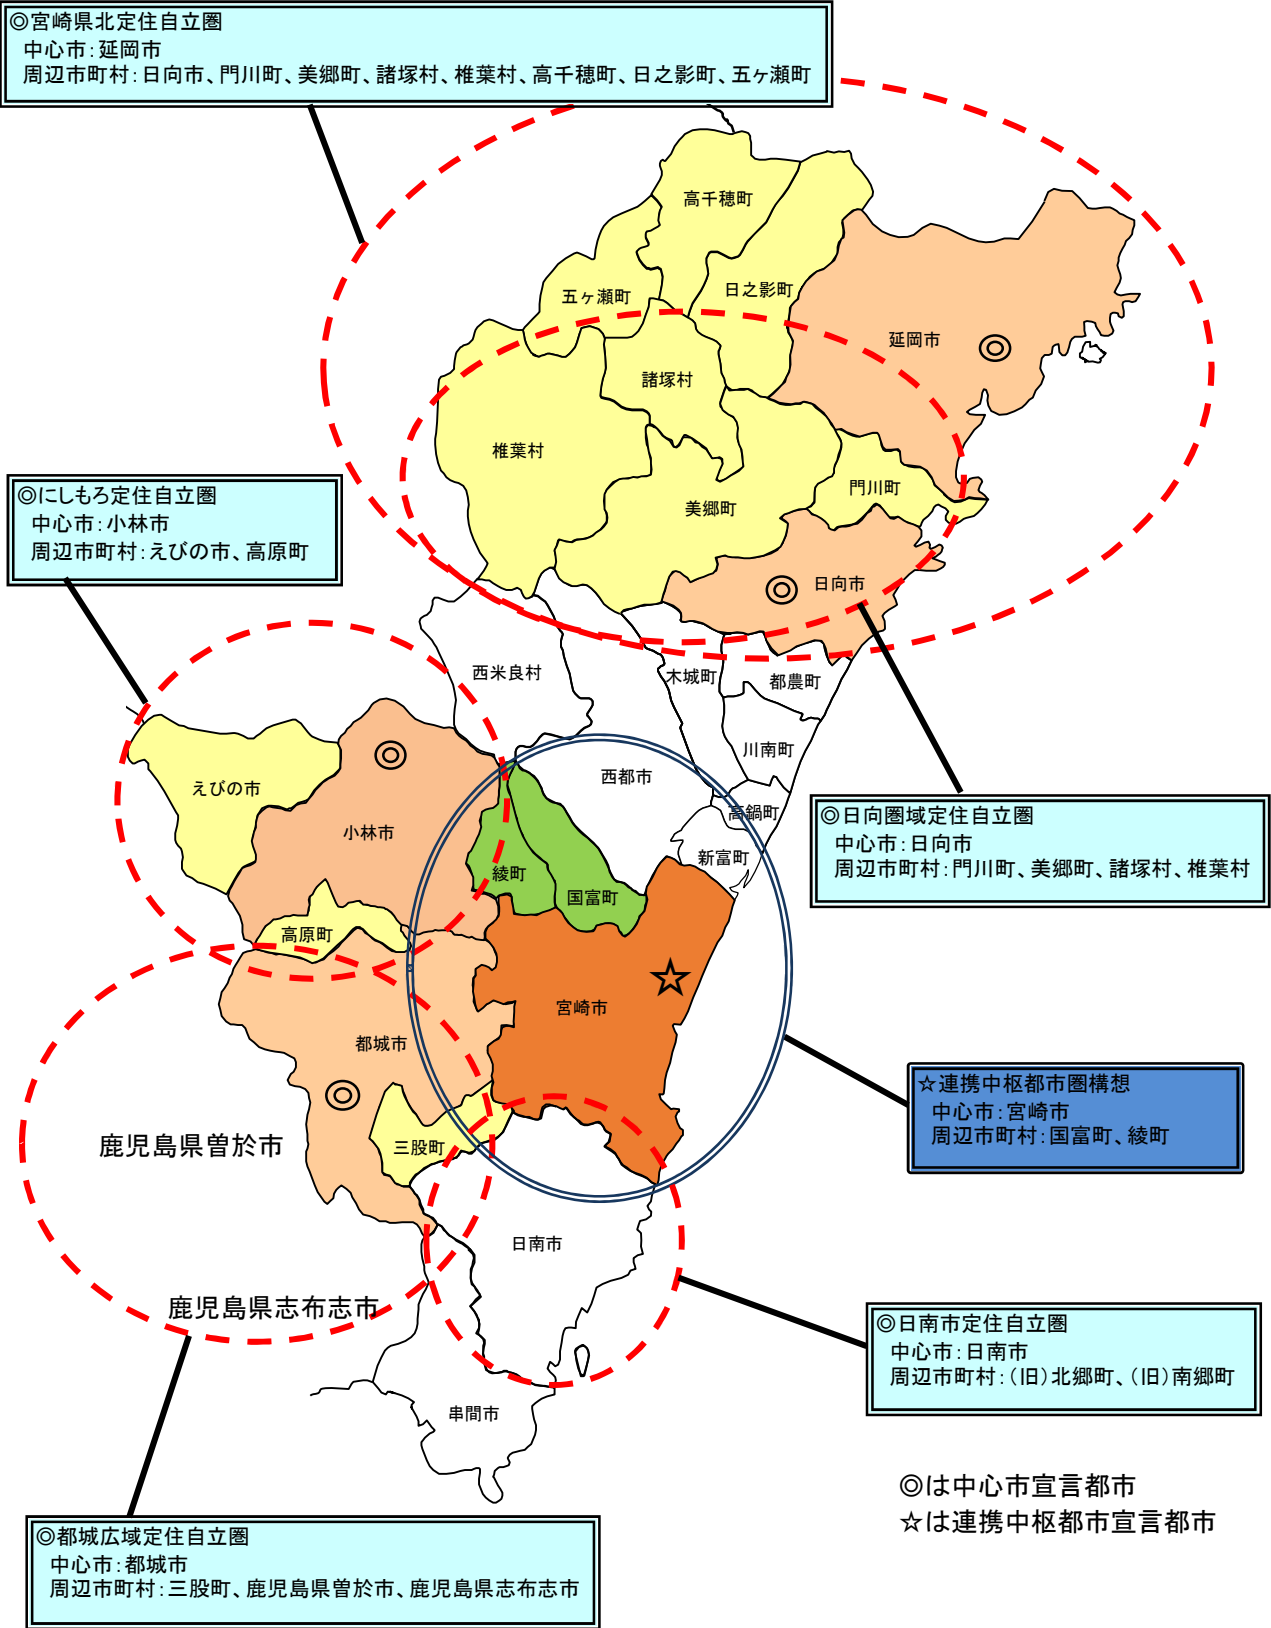 ◎宮崎県北定住自立圏
中心市：延岡市
周辺市町村：日向市、門川町、美郷町、諸塚村、椎葉村、高千穂町、日之影町、五ヶ瀬町
高千穂町
五ヶ瀬町
日之影町
延岡市
諸塚村
椎葉村
門川町
美郷町
日向市
◎にしもろ定住自立圏
中心市：小林市
周辺市町村：えびの市、高原町
西米良村
木城町
都農町
川南町
西都市
えびの市
高鍋町
小林市
新富町
綾町
国富町
◎日向圏域定住自立圏
中心市：日向市
周辺市町村：門川町、美郷町、諸塚村、椎葉村
高原町
宮崎市
都城市
☆連携中枢都市圏構想
中心市：宮崎市
周辺市町村：国富町、綾町
鹿児島県曽於市
三股町
日南市
鹿児島県志布志市
◎日南市定住自立圏
中心市：日南市
周辺市町村：（旧）北郷町、（旧）南郷町
串間市
◎は中心市宣言都市
☆は連携中枢都市宣言都市
◎都城広域定住自立圏
中心市：都城市
周辺市町村：三股町、鹿児島県曽於市、鹿児島県志布志市